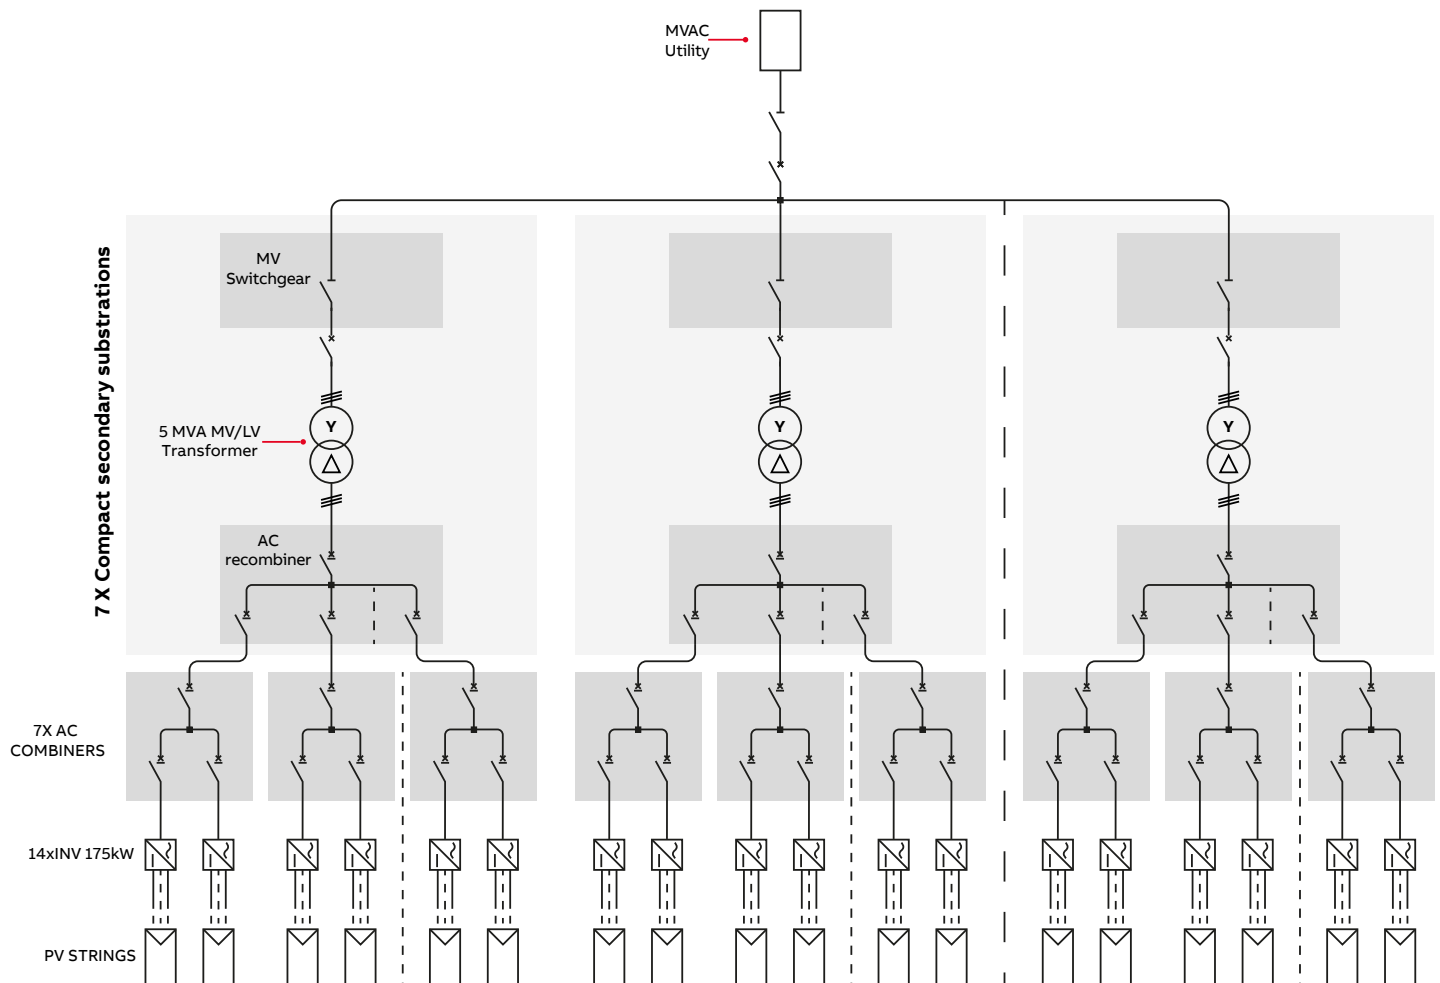 MVAC
Utility
7 X Compact secondary substrations
MV
Switchgear
Y
Y
Y
5 MVA MV/LV
Transformer
AC
recombiner
7X AC
COMBINERS
14xINV 175kW
PV STRINGS